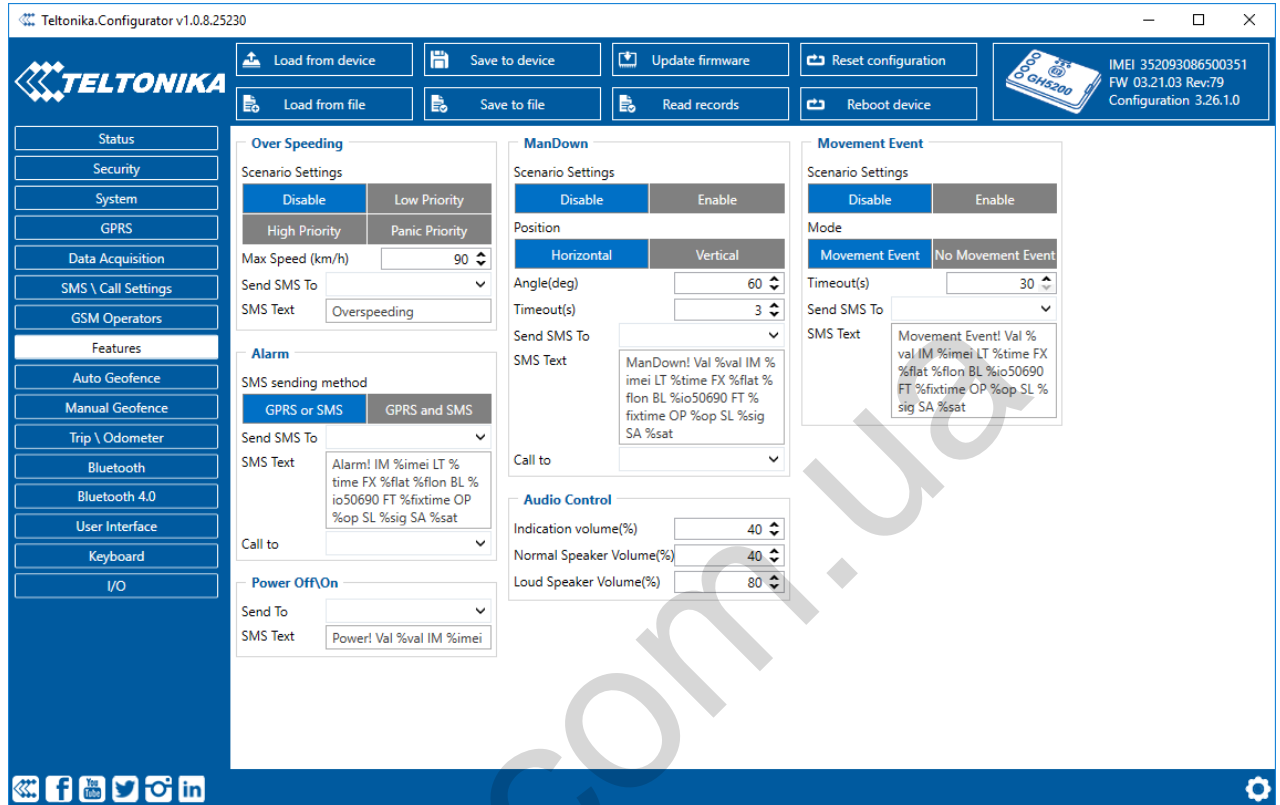 Teltonika.Configurator v1.0.8.25230
TELTONIKA
Load from device
Save to device
Update firmware
Reset configuration
Load from file
Save to file
Read records
Reboot device
GH5200
IMEI 352093086500351
FW 03.21.03 Rev:79
Configuration 3.26.1.0
Status
Security
System
GPRS
Data Acquisition
SMS \ Call Settings
GSM Operators
Features
Auto Geofence
Manual Geofence
Trip \ Odometer
Bluetooth
Bluetooth 4.0
User Interface
Keyboard
I/O
Over Speeding
Scenario Settings
Disable
Low Priority
High Priority
Panic Priority
Max Speed (km/h) 90
Send SMS To
SMS Text Overspeeding
Alarm
SMS sending method
GPRS or SMS
GPRS and SMS
Send SMS To
SMS Text Alarm! IM %imei LT %
time FX %flat %flon BL %
io50690 FT %fixtime OP
%op SL %sig SA %sat
Call to
Power Off\On
Send To
SMS Text Power! Val %val IM %imei
ManDown
Scenario Settings
Disable
Enable
Position
Horizontal
Vertical
Angle(deg) 60
Timeout(s) 3
Send SMS To
SMS Text ManDown! Val %val IM %
imei LT %time FX %flat %
flon BL %io50690 FT %
fixtime OP %op SL %sig
SA %sat
Call to
Audio Control
Indication volume(%) 40
Normal Speaker Volume(%) 40
Loud Speaker Volume(%) 80
Movement Event
Scenario Settings
Disable
Enable
Mode
Movement Event
No Movement Event
Timeout(s) 30
Send SMS To
SMS Text Movement Event! Val %
val IM %imei LT %time FX
%flat %flon BL %io50690
FT %fixtime OP %op SL %
sig SA %sat
com.ua
You
Tube
in